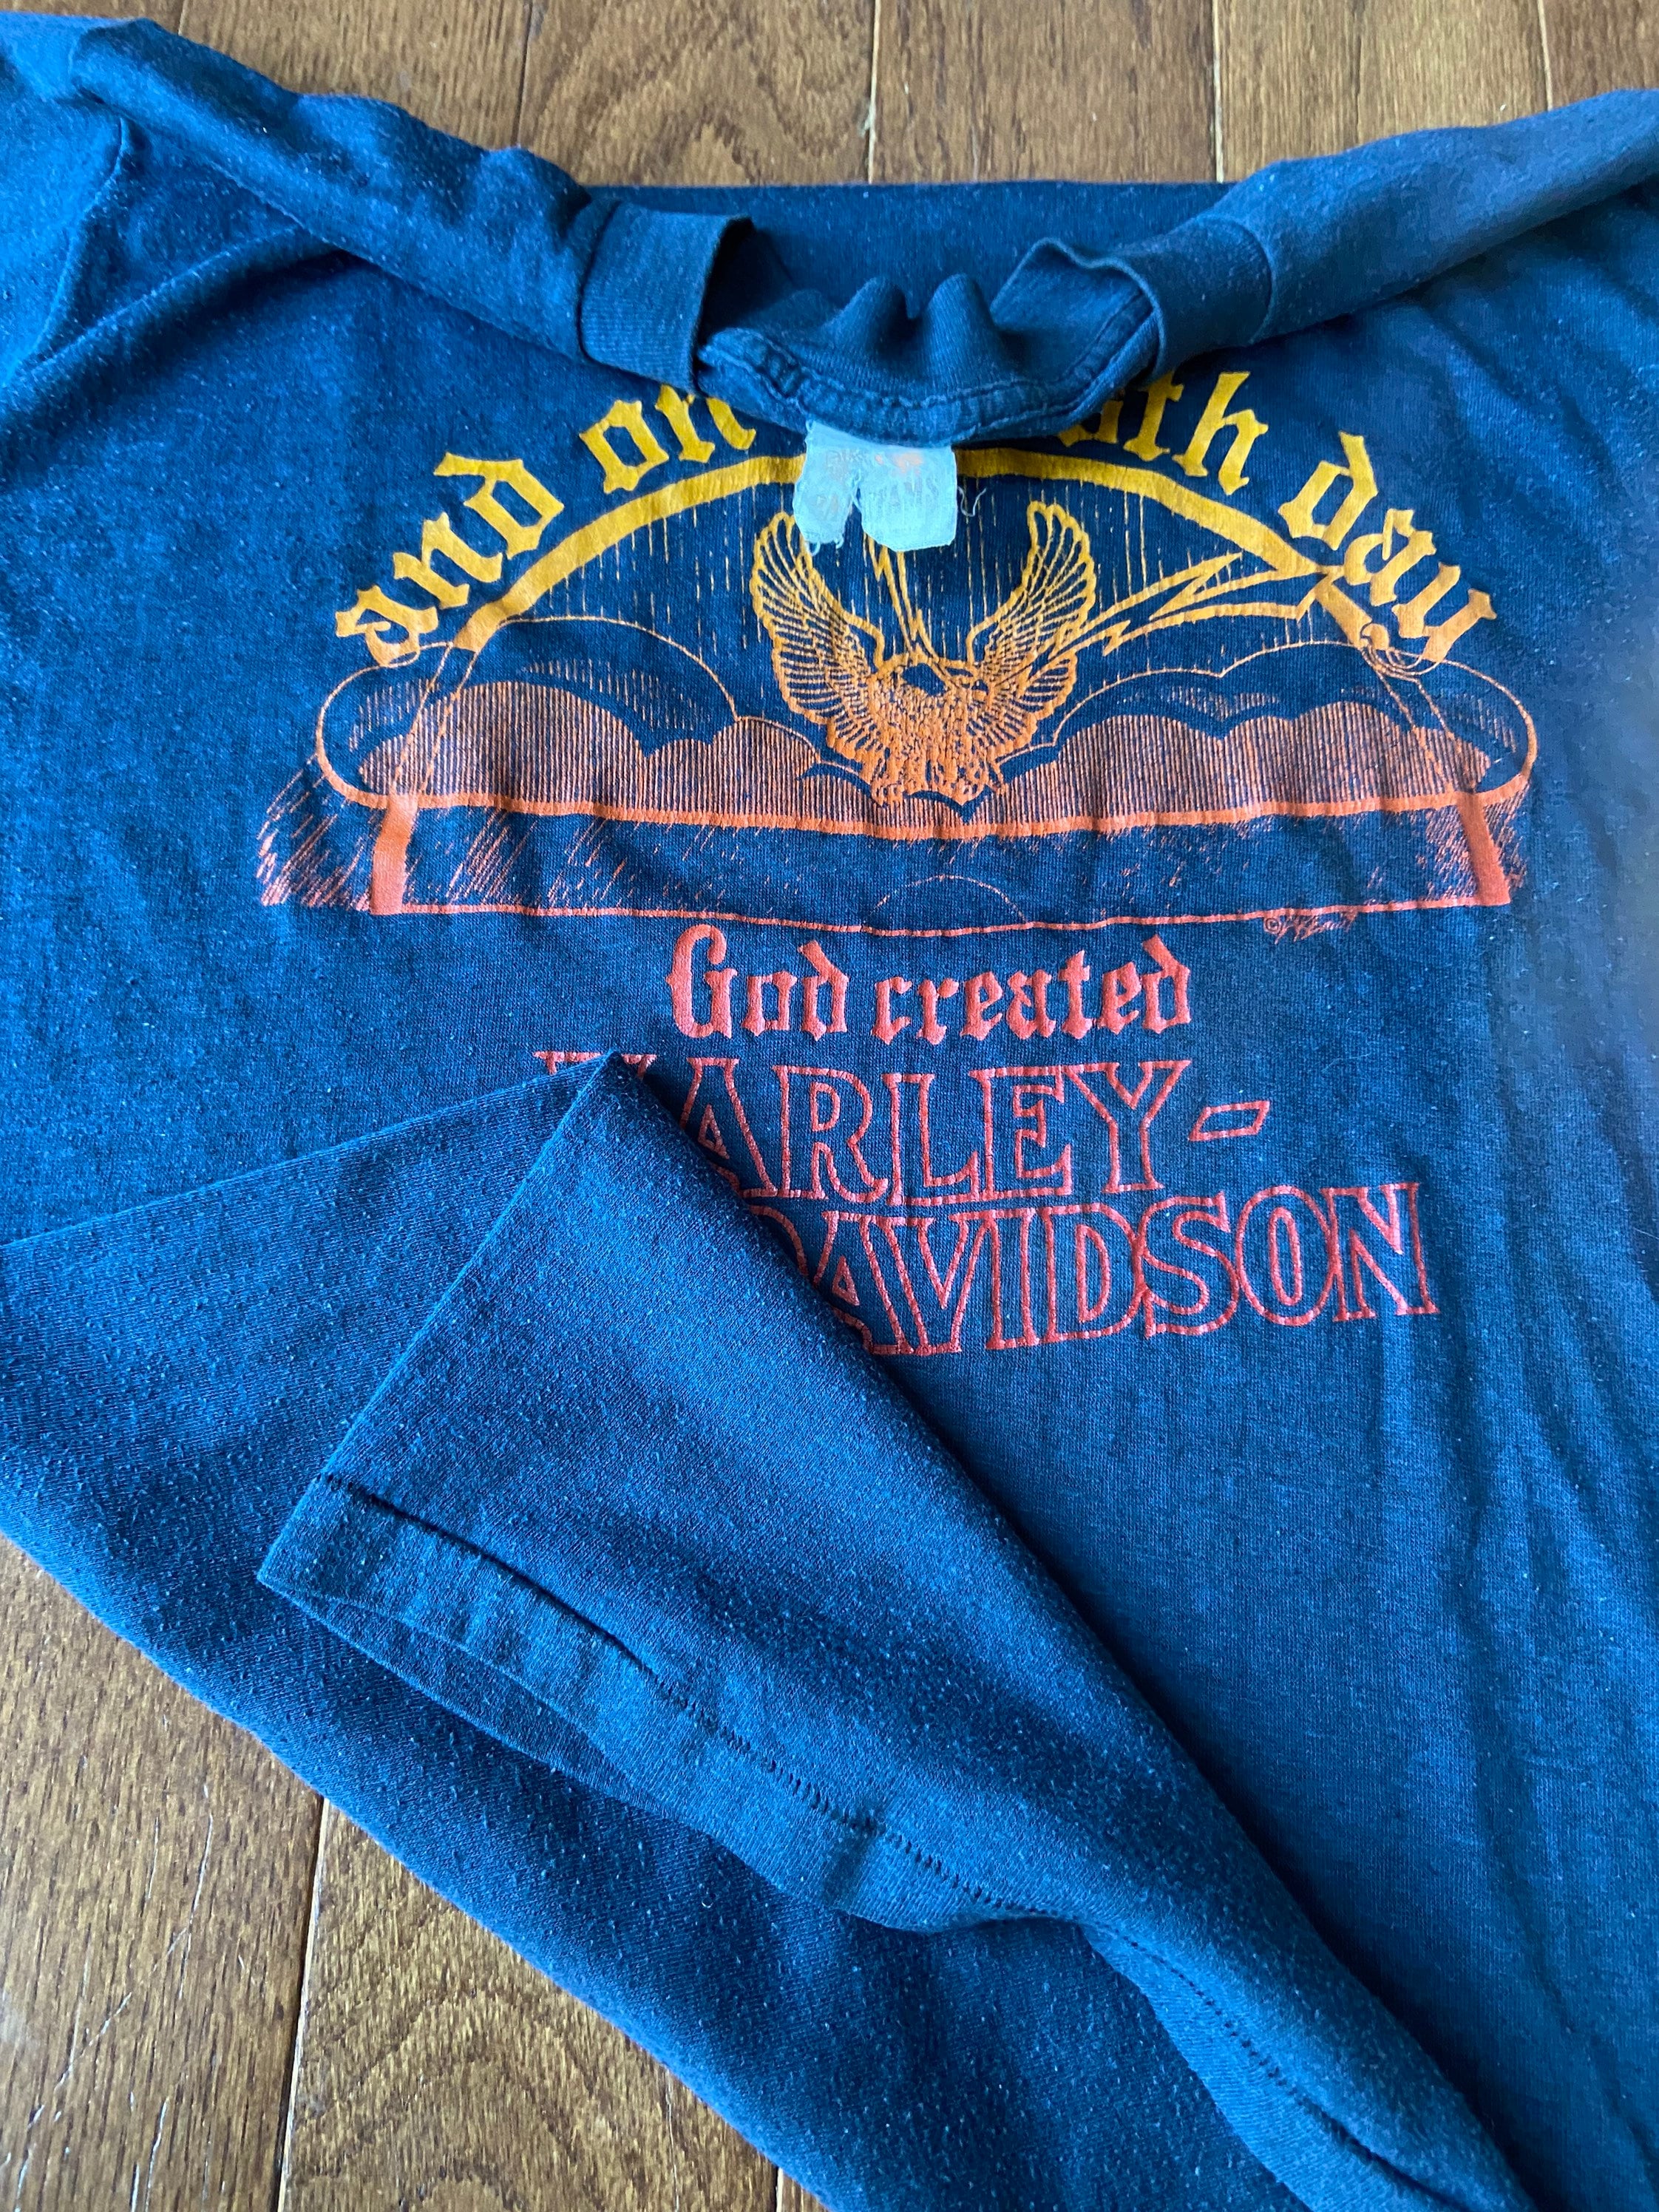 and on
day
God created
HARLEY-
DAVIDSON